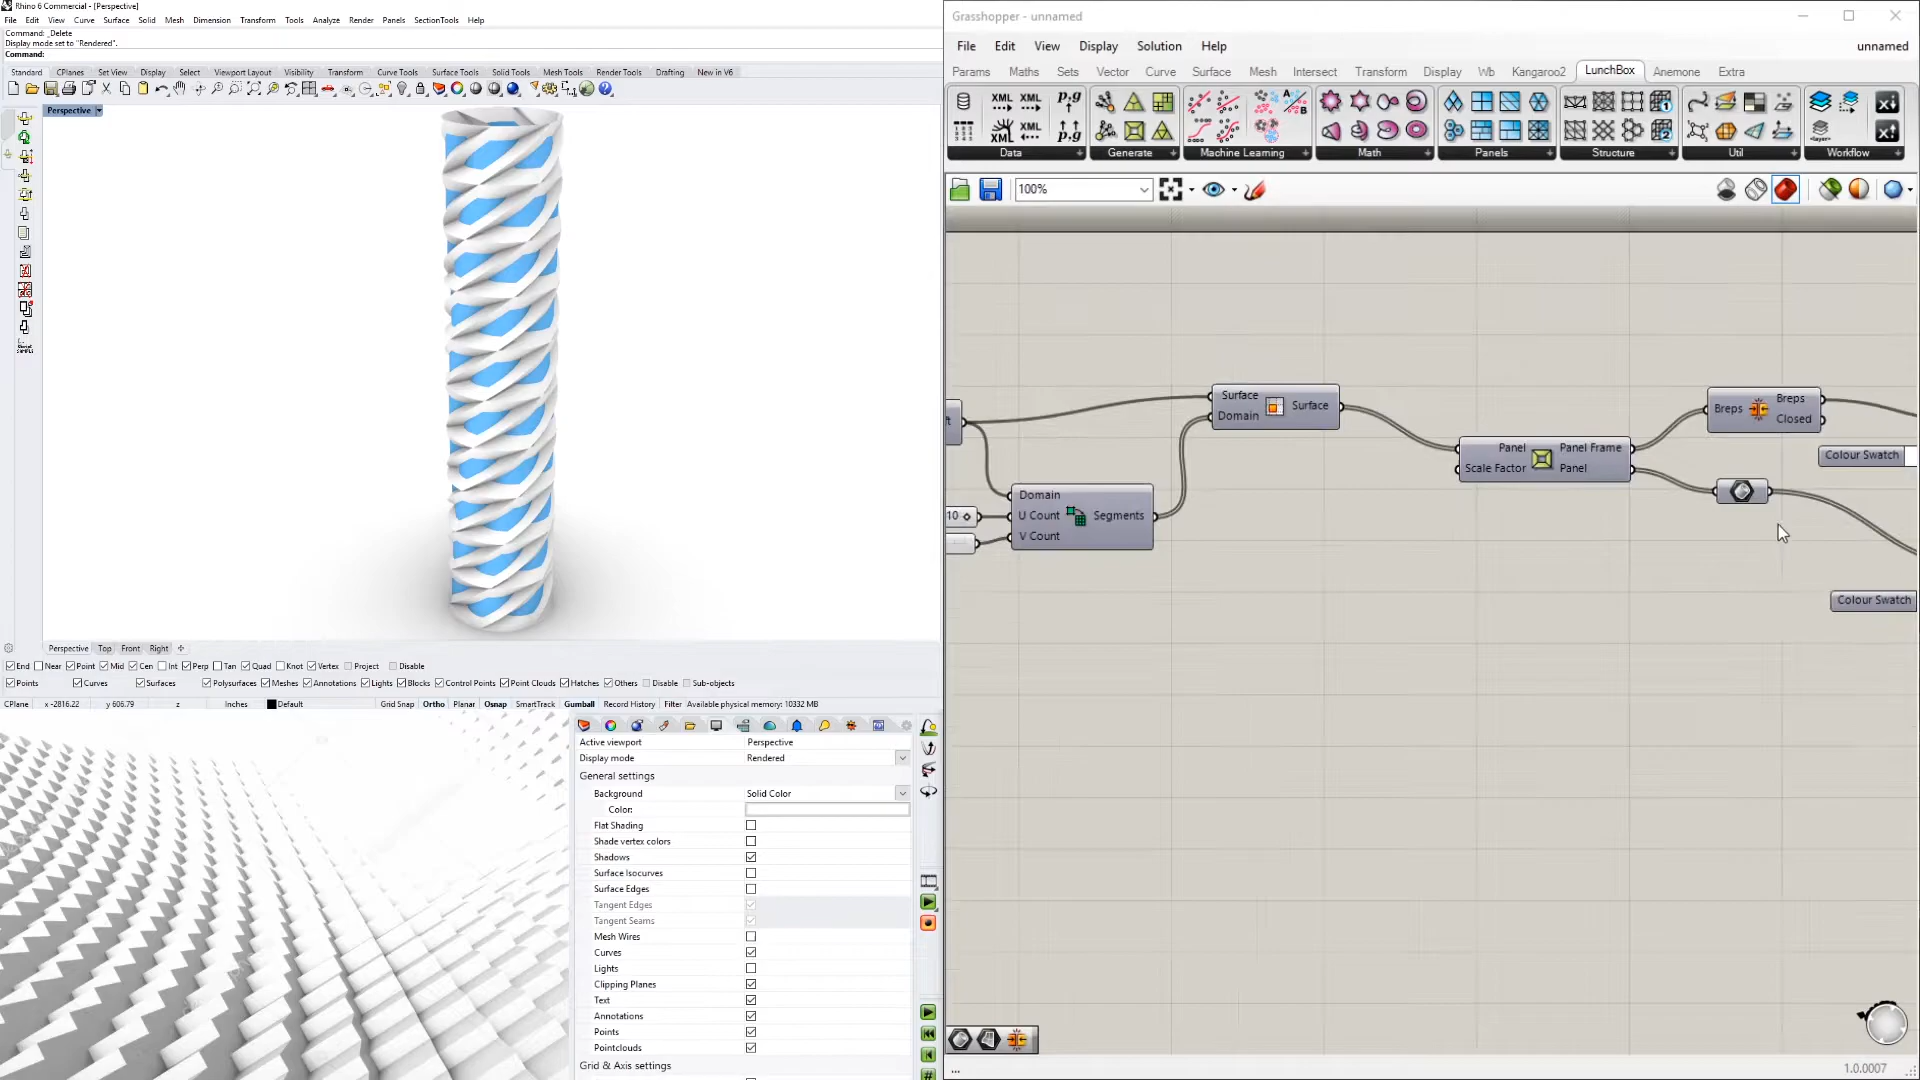 Rhino 6 Commercial - [Perspective]
File Edit View Curve Surface Solid Mesh Dimension Transform Tools Analyze Render Panels SectionTools Help
Command: _Delete
Display mode set to "Rendered".
Command:
Standard CPlanes Set View Display Select Viewport Layout Visibility Transform Curve Tools Surface Tools Solid Tools Mesh Tools Render Tools Drafting New in V6
Perspective
Perspective Top Front Right
End Near Point Mid Cen Int Perp Tan Quad Knot Vertex Project Disable
Points Curves Surfaces Polysurfaces Meshes Annotations Lights Blocks Control Points Point Clouds Hatches Others Disable Sub-objects
CPlane x -2816.22 y 606.79 z Inches Default Grid Snap Ortho Planar Osnap SmartTrack Gumball Record History Filter Available physical memory: 10332 MB
Active viewport Perspective
Display mode Rendered
General settings
Background Solid Color
Color:
Flat Shading
Shade vertex colors
Shadows
Surface Isocurves
Surface Edges
Tangent Edges
Tangent Seams
Mesh Wires
Curves
Lights
Clipping Planes
Text
Annotations
Points
Pointclouds
Grid & Axis settings
Grasshopper - unnamed
File Edit View Display Solution Help unnamed
Params Maths Sets Vector Curve Surface Mesh Intersect Transform Display Wb Kangaroo2 LunchBox Anemone Extra
XML XML p,g
XML XML p,g
Data Generate Machine Learning Math Panels Structure Util Workflow
100%
Surface
Domain
Surface
Domain
U Count
V Count
Segments
10
Panel
Scale Factor
Panel Frame
Panel
Breps
Breps
Closed
Colour Swatch
Colour Swatch
...
1.0.0007